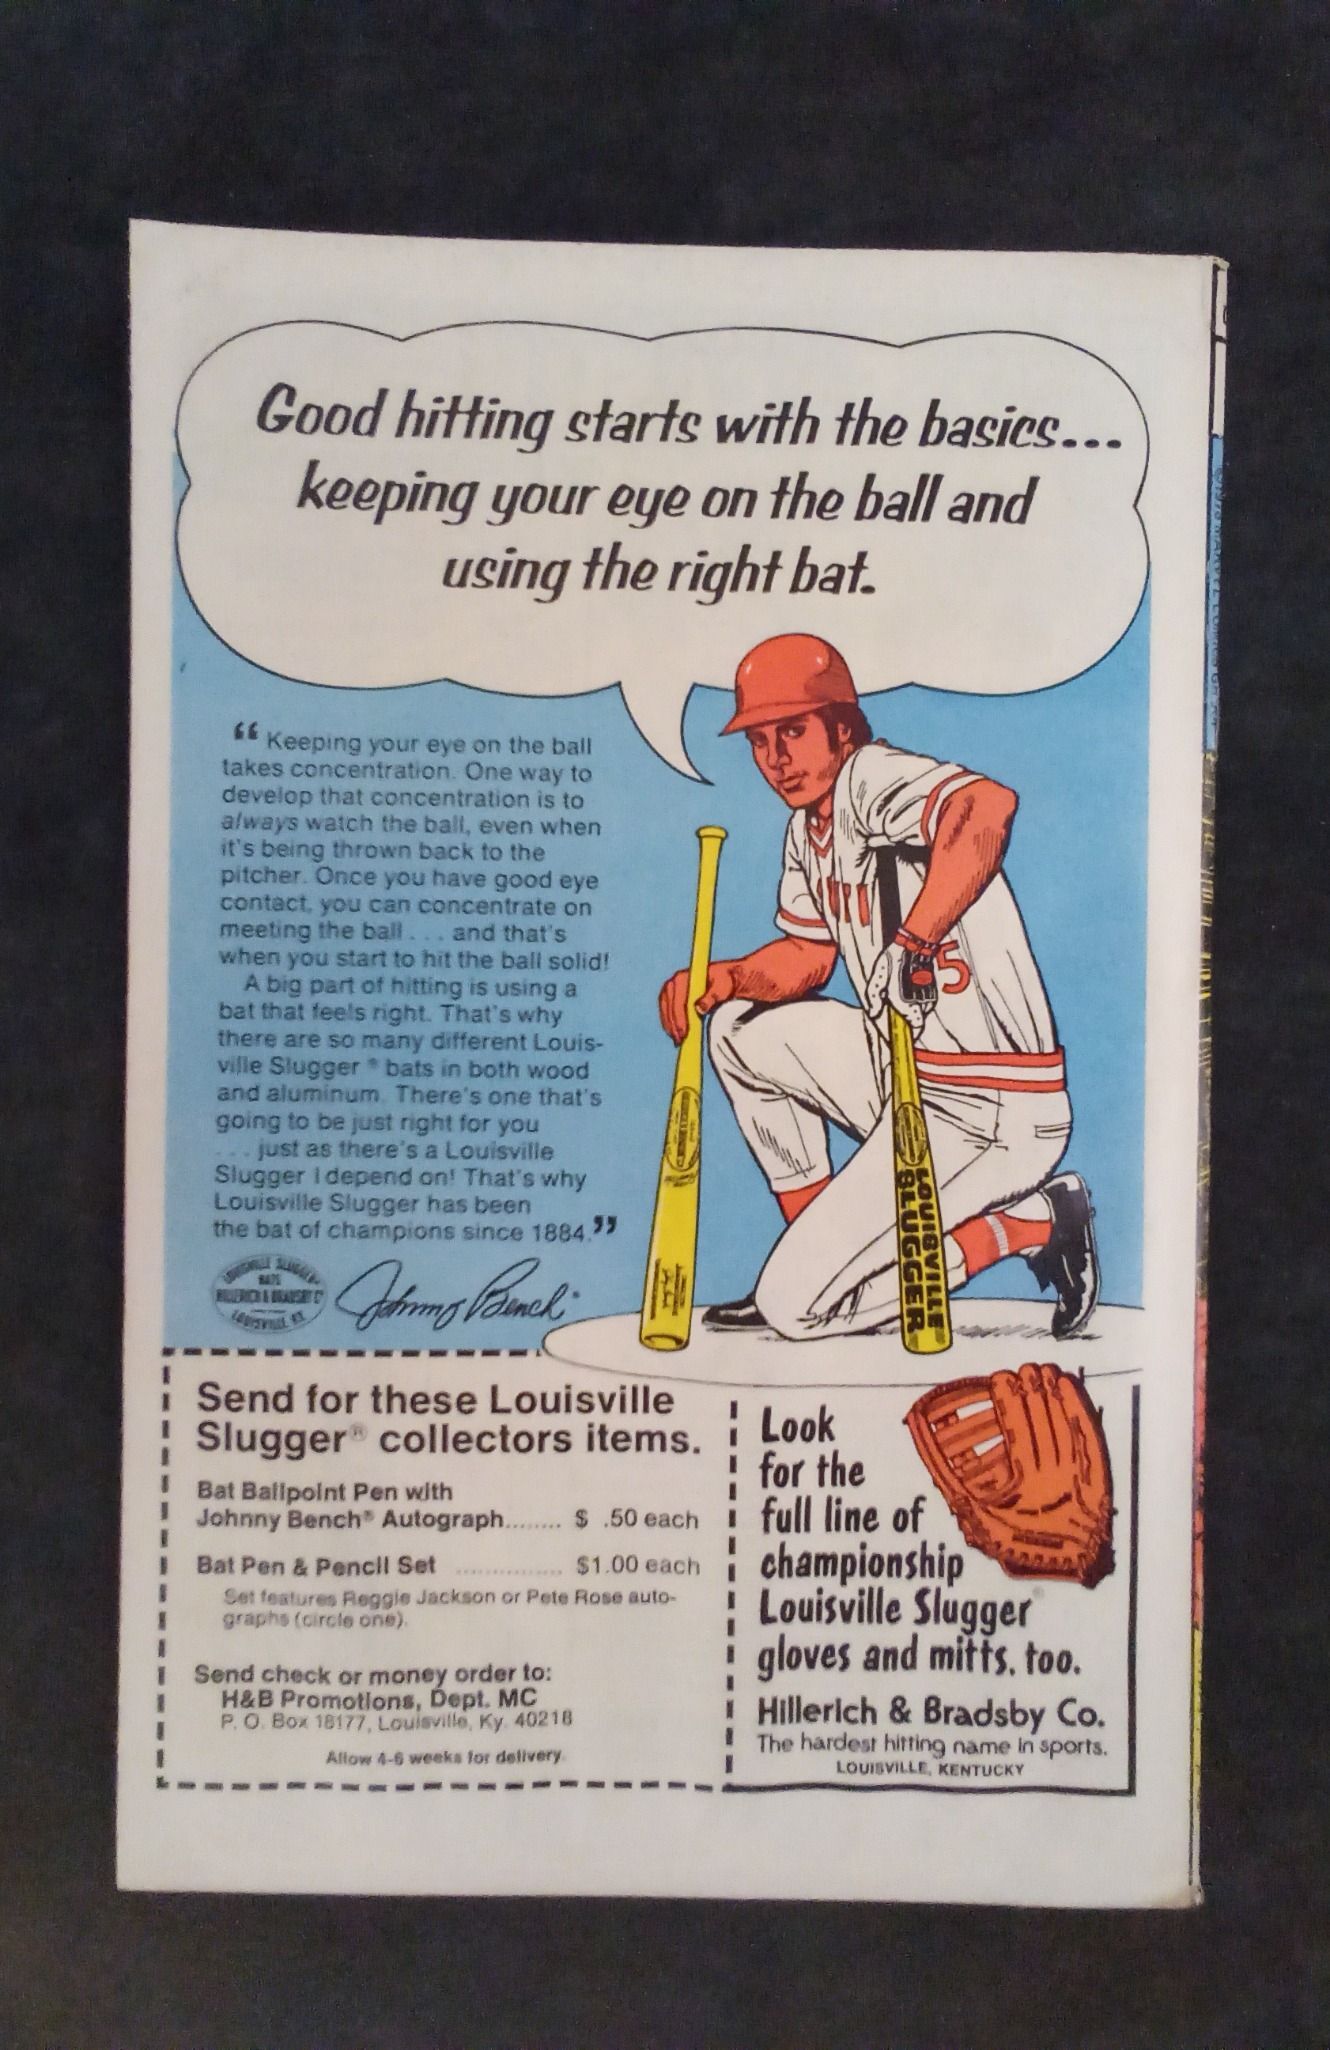 Good hitting starts with the basics...
keeping your eye on the ball and
using the right bat.
“ Keeping your eye on the ball
takes concentration. One way to
develop that concentration is to
always watch the ball, even when
it's being thrown back to the
pitcher. Once you have good eye
contact, you can concentrate on
meeting the ball . . . and that's
when you start to hit the ball solid!
A big part of hitting is using a
bat that feels right. That's why
there are so many different Louis-
ville Slugger ® bats in both wood
and aluminum. There's one that's
going to be just right for you
. . . just as there's a Louisville
Slugger I depend on! That's why
Louisville Slugger has been
the bat of champions since 1884.”
LOUISVILLE SLUGGER
BATS
HILLERICH & BRADSBY Co
LOUISVILLE, KY.
Johnny Bench
5
LOUISVILLE
SLUGGER
Send for these Louisville
Slugger® collectors items.
Bat Ballpoint Pen with
Johnny Bench® Autograph........ $ .50 each
Bat Pen & Pencil Set ................ $1.00 each
Set features Reggie Jackson or Pete Rose auto-
graphs (circle one).
Send check or money order to:
H&B Promotions, Dept. MC
P. O. Box 18177, Louisville, Ky. 40218
Allow 4-6 weeks for delivery.
Look
for the
full line of
championship
Louisville Slugger®
gloves and mitts, too.
Hillerich & Bradsby Co.
The hardest hitting name in sports.
LOUISVILLE, KENTUCKY